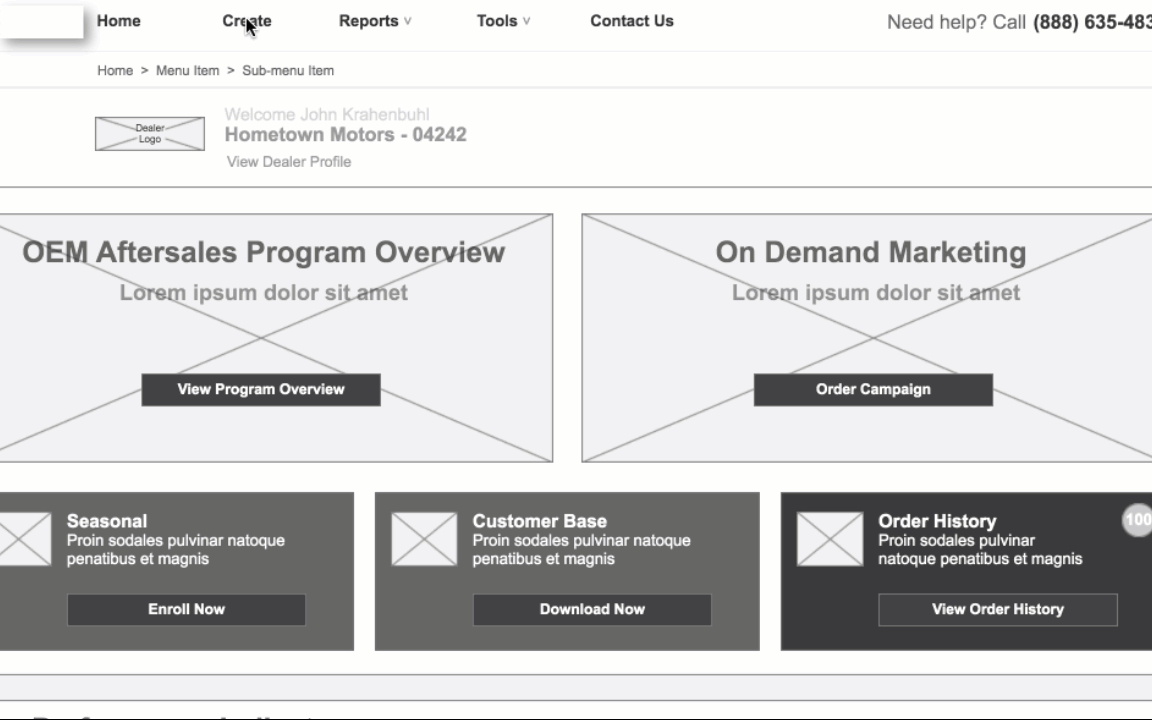 Home Create Reports v Tools v Contact Us Need help? Call (888) 635-483
Home > Menu Item > Sub-menu Item
Dealer
Logo
Welcome John Krahenbuhl
Hometown Motors - 04242
View Dealer Profile
OEM Aftersales Program Overview
Lorem ipsum dolor sit amet
View Program Overview
On Demand Marketing
Lorem ipsum dolor sit amet
Order Campaign
Seasonal
Proin sodales pulvinar natoque
penatibus et magnis
Enroll Now
Customer Base
Proin sodales pulvinar natoque
penatibus et magnis
Download Now
Order History
100
Proin sodales pulvinar
natoque penatibus et magnis
View Order History